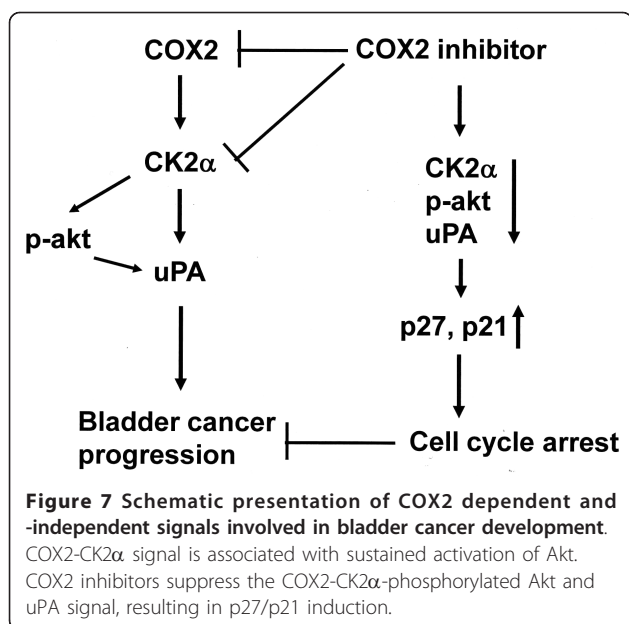 COX2
COX2 inhibitor
CK2α
CK2α
p-akt
uPA
p-akt
uPA
p27, p21
Bladder cancer
progression
Cell cycle arrest
Figure 7 Schematic presentation of COX2 dependent and
-independent signals involved in bladder cancer development.
COX2-CK2α signal is associated with sustained activation of Akt.
COX2 inhibitors suppress the COX2-CK2α-phosphorylated Akt and
uPA signal, resulting in p27/p21 induction.